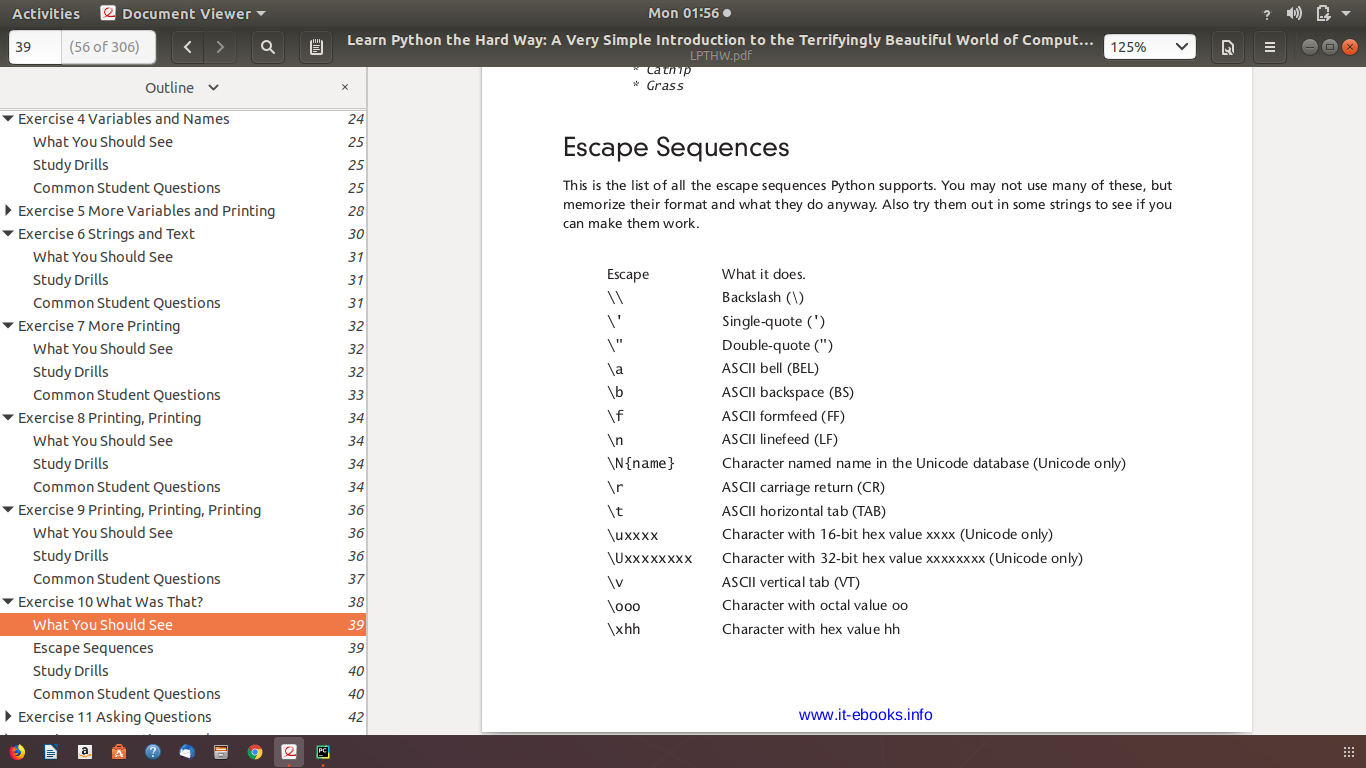 Activities Document Viewer Mon 01:56 ?
39 (56 of 306) Learn Python the Hard Way: A Very Simple Introduction to the Terrifyingly Beautiful World of Comput... 125%
LPTHW.pdf
Outline ×
Exercise 4 Variables and Names 24
What You Should See 25
Study Drills 25
Common Student Questions 25
Exercise 5 More Variables and Printing 28
Exercise 6 Strings and Text 30
What You Should See 31
Study Drills 31
Common Student Questions 31
Exercise 7 More Printing 32
What You Should See 32
Study Drills 32
Common Student Questions 33
Exercise 8 Printing, Printing 34
What You Should See 34
Study Drills 34
Common Student Questions 34
Exercise 9 Printing, Printing, Printing 36
What You Should See 36
Study Drills 36
Common Student Questions 37
Exercise 10 What Was That? 38
What You Should See 39
Escape Sequences 39
Study Drills 40
Common Student Questions 40
Exercise 11 Asking Questions 42
* Catnip
* Grass
Escape Sequences
This is the list of all the escape sequences Python supports. You may not use many of these, but
memorize their format and what they do anyway. Also try them out in some strings to see if you
can make them work.
Escape What it does.
\\ Backslash (\)
\' Single-quote (')
\" Double-quote (")
\a ASCII bell (BEL)
\b ASCII backspace (BS)
\f ASCII formfeed (FF)
\n ASCII linefeed (LF)
\N{name} Character named name in the Unicode database (Unicode only)
\r ASCII carriage return (CR)
\t ASCII horizontal tab (TAB)
\uxxxx Character with 16-bit hex value xxxx (Unicode only)
\Uxxxxxxxx Character with 32-bit hex value xxxxxxxx (Unicode only)
\v ASCII vertical tab (VT)
\ooo Character with octal value oo
\xhh Character with hex value hh
www.it-ebooks.info